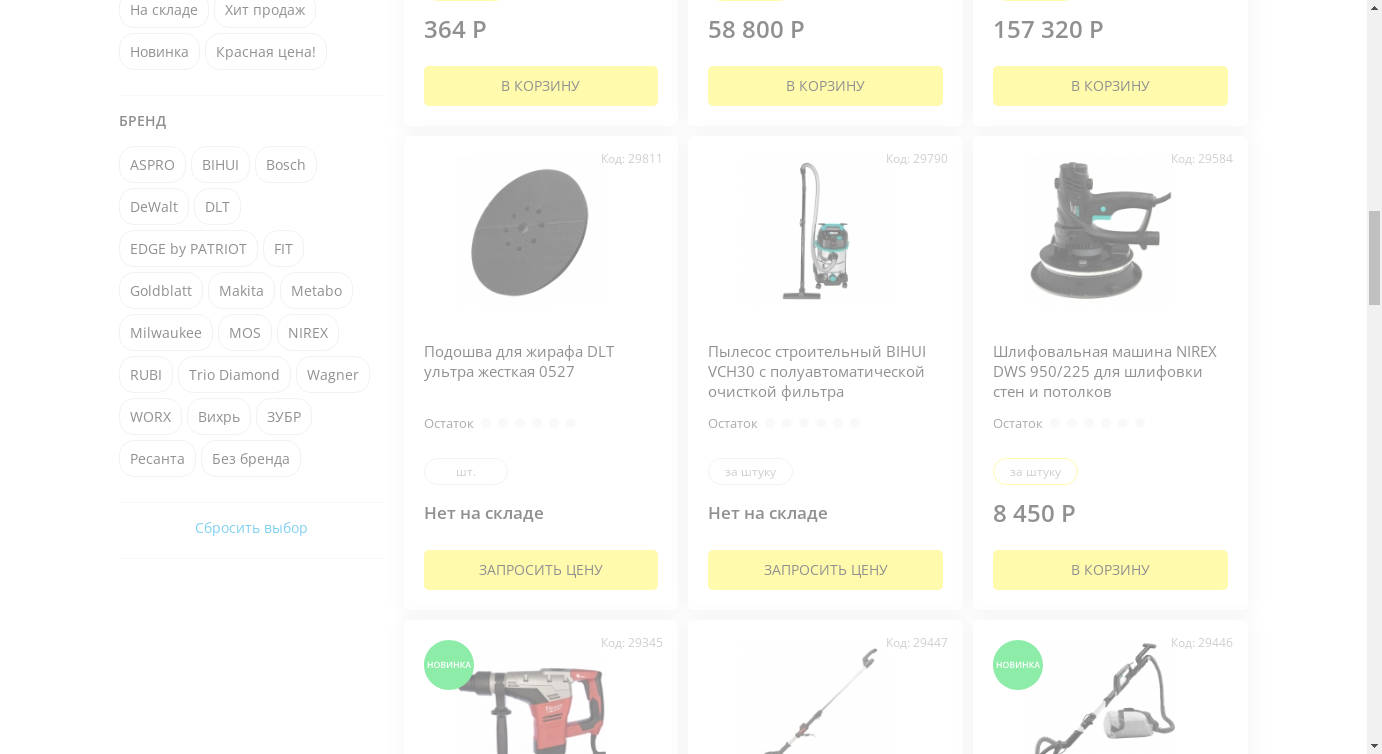 На складе
Хит продаж
Новинка
Красная цена!
БРЕНД
ASPRO
BIHUI
Bosch
DeWalt
DLT
EDGE by PATRIOT
FIT
Goldblatt
Makita
Metabo
Milwaukee
MOS
NIREX
RUBI
Trio Diamond
Wagner
WORX
Вихрь
ЗУБР
Ресанта
Без бренда
Сбросить выбор
364 Р
В КОРЗИНУ
58 800 Р
В КОРЗИНУ
157 320 Р
В КОРЗИНУ
Код: 29811
Подошва для жирафа DLT
ультра жесткая 0527
Остаток
шт.
Нет на складе
ЗАПРОСИТЬ ЦЕНУ
Код: 29790
Пылесос строительный BIHUI
VCH30 с полуавтоматической
очисткой фильтра
Остаток
за штуку
Нет на складе
ЗАПРОСИТЬ ЦЕНУ
Код: 29584
Шлифовальная машина NIREX
DWS 950/225 для шлифовки
стен и потолков
Остаток
за штуку
8 450 Р
В КОРЗИНУ
Код: 29345
НОВИНКА
Код: 29447
Код: 29446
НОВИНКА